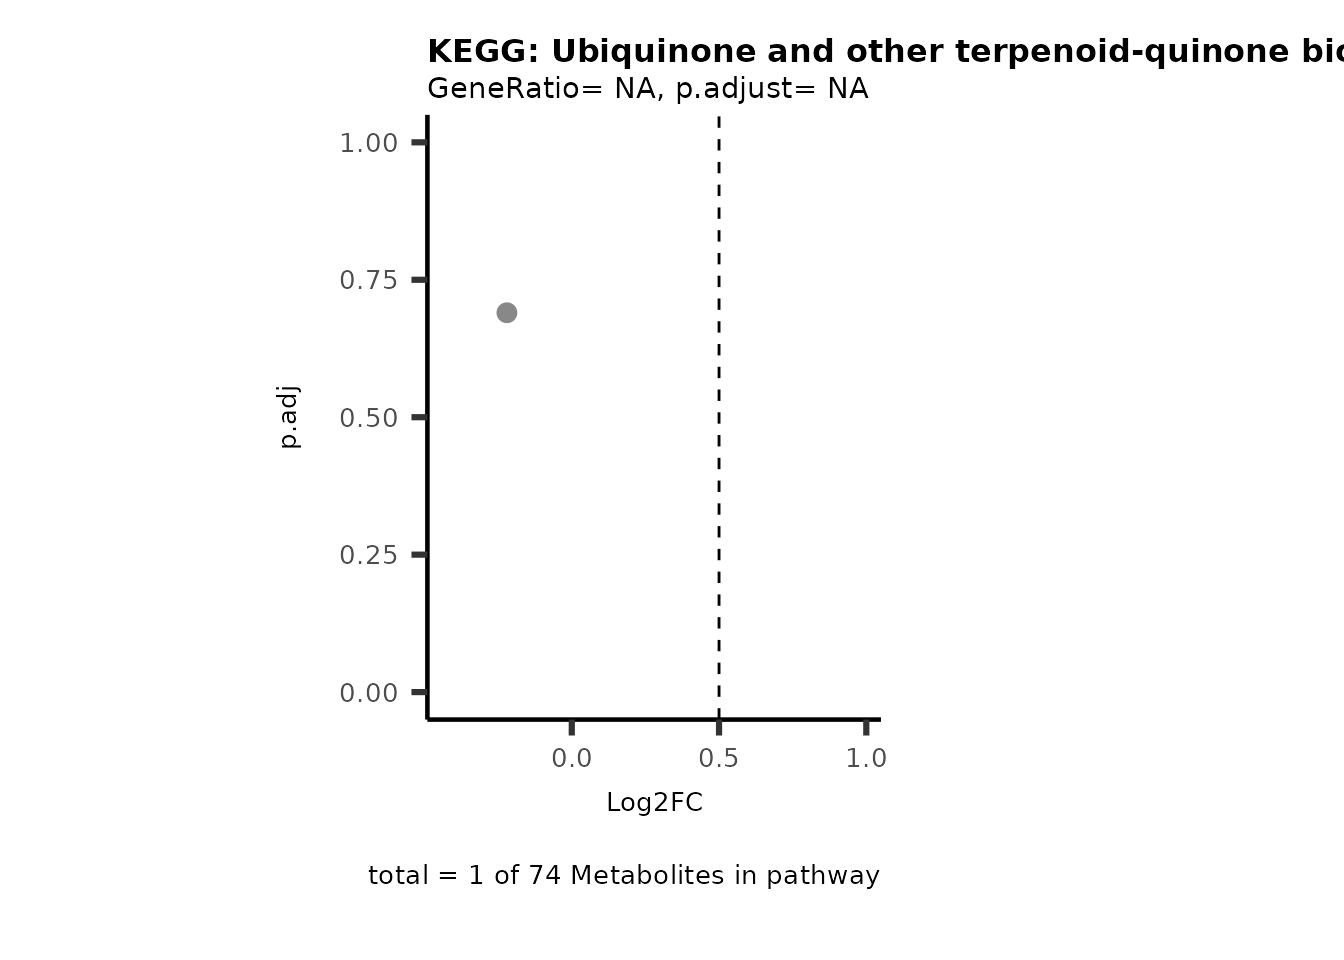 KEGG: Ubiquinone and other terpenoid-quinone
GeneRatio= NA, p.adjust= NA
1.00
0.75
0.50
0.25
0.00
p.adj
0.0 0.5 1.0
Log2FC
total = 1 of 74 Metabolites in pathway